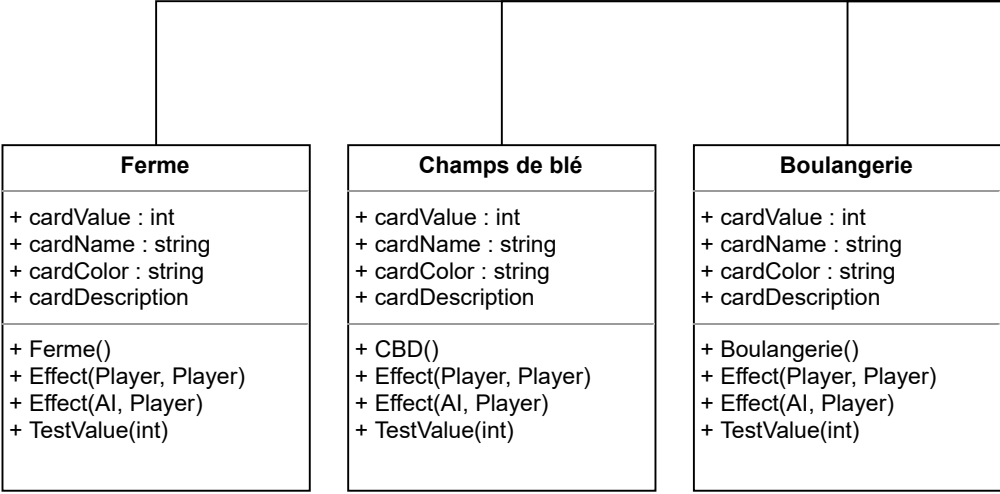 Ferme
+ cardValue : int
+ cardName : string
+ cardColor : string
+ cardDescription
+ Ferme()
+ Effect(Player, Player)
+ Effect(AI, Player)
+ TestValue(int)
Champs de blé
+ cardValue : int
+ cardName : string
+ cardColor : string
+ cardDescription
+ CBD()
+ Effect(Player, Player)
+ Effect(AI, Player)
+ TestValue(int)
Boulangerie
+ cardValue : int
+ cardName : string
+ cardColor : string
+ cardDescription
+ Boulangerie()
+ Effect(Player, Player)
+ Effect(AI, Player)
+ TestValue(int)